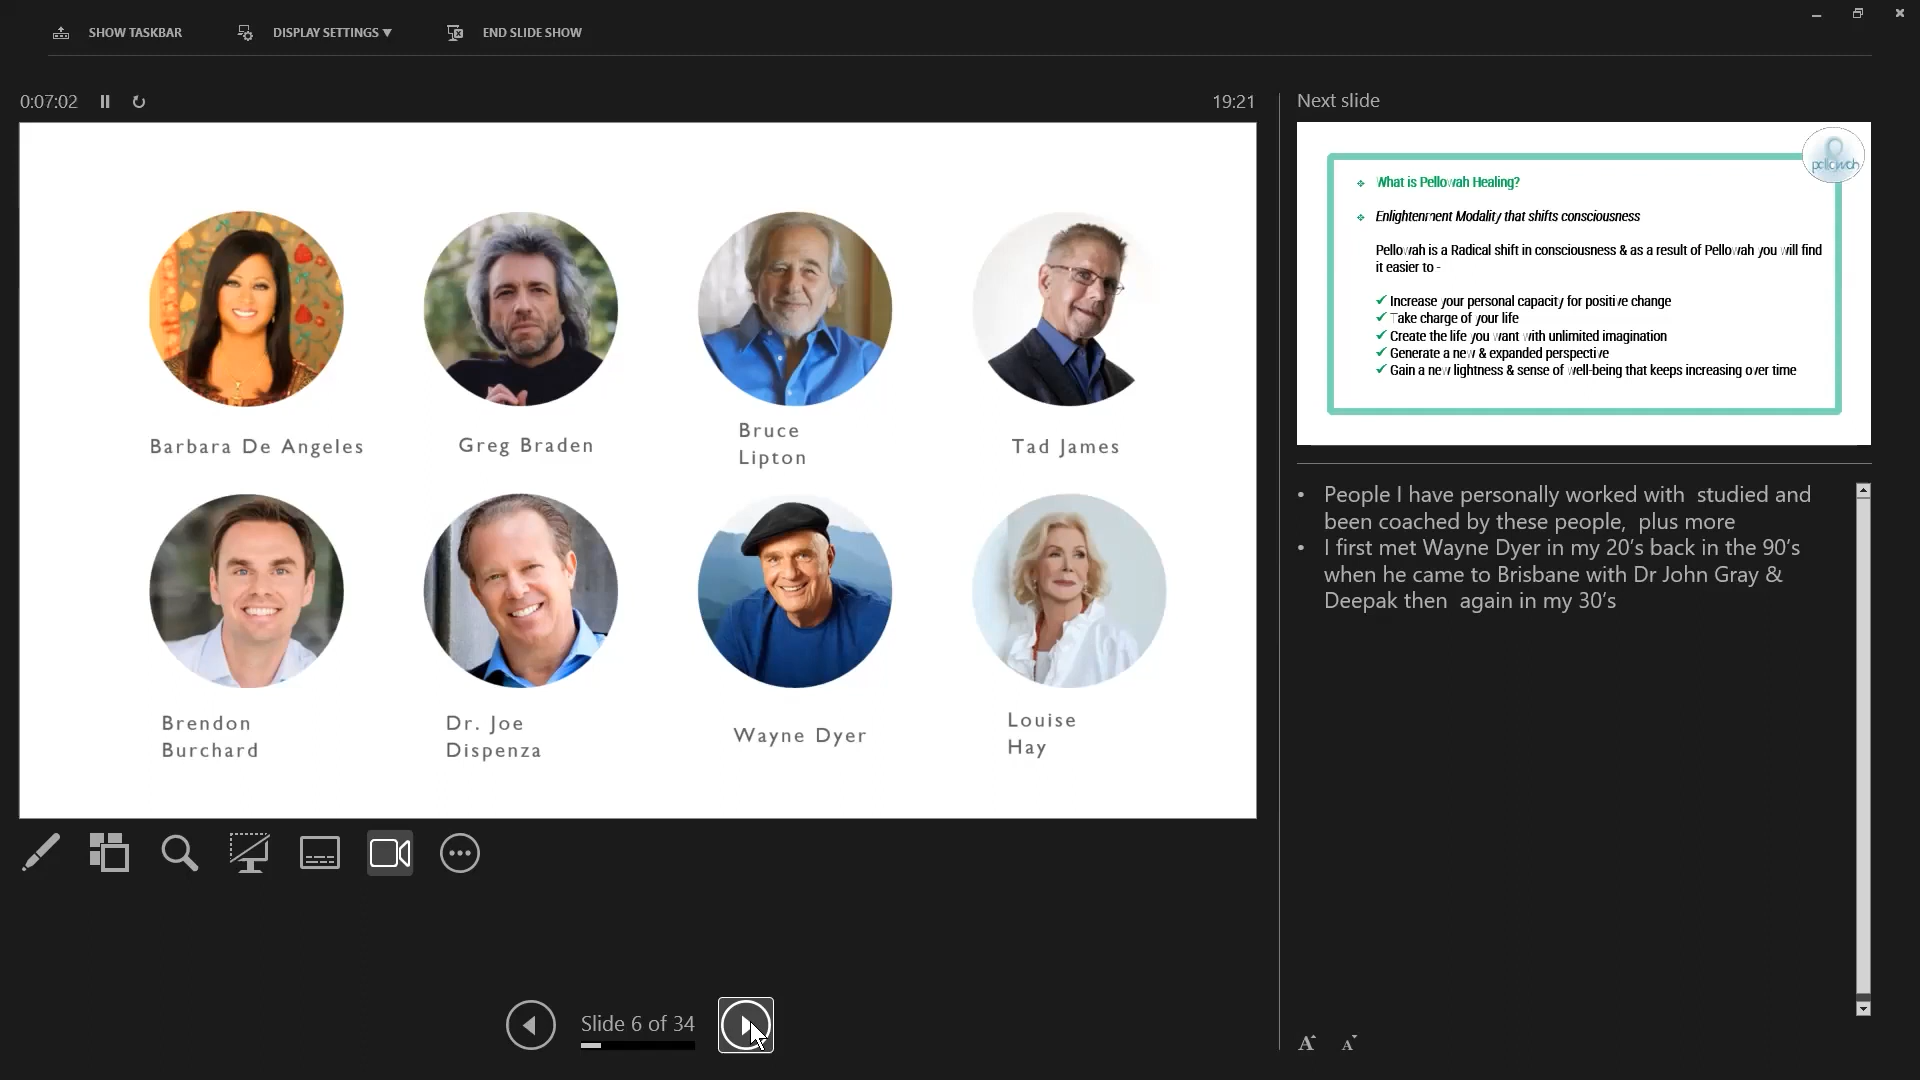 SHOW TASKBAR
DISPLAY SETTINGS ▼
END SLIDE SHOW
0:07:02
19:21
Barbara De Angeles
Greg Braden
Bruce
Lipton
Tad James
Brendon
Burchard
Dr. Joe
Dispenza
Wayne Dyer
Louise
Hay
Slide 6 of 34
Next slide
pellowah
What is Pellowah Healing?
Enlightenment Modality that shifts consciousness
Pellowah is a Radical shift in consciousness & as a result of Pellowah you will find
it easier to -
✓ Increase your personal capacity for positive change
✓ Take charge of your life
✓ Create the life you want with unlimited imagination
✓ Generate a new & expanded perspective
✓ Gain a new lightness & sense of well-being that keeps increasing over time
• People I have personally worked with  studied and
been coached by these people,  plus more
• I first met Wayne Dyer in my 20's back in the 90's
when he came to Brisbane with Dr John Gray &
Deepak then  again in my 30's
A A